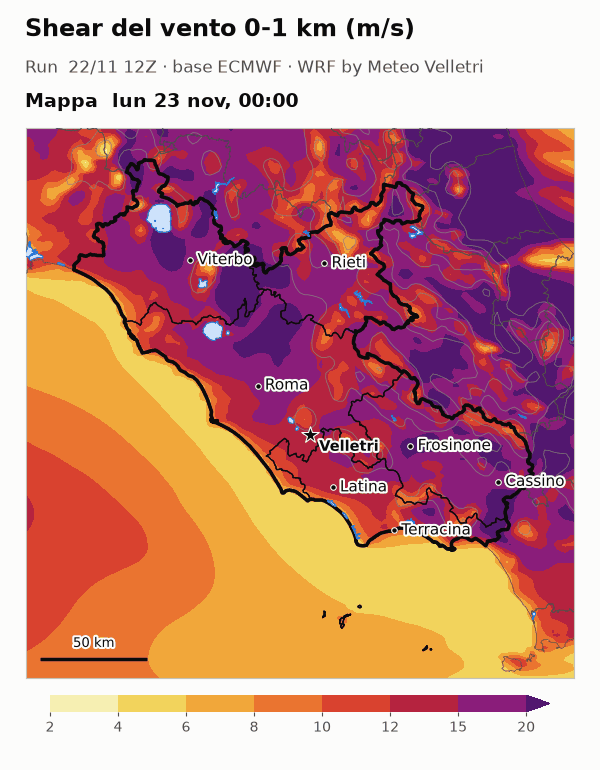 Shear del vento 0-1 km (m/s)
Run  22/11 12Z · base ECMWF · WRF by Meteo Velletri
Mappa  lun 23 nov, 00:00
Viterbo
Rieti
Roma
Velletri
Frosinone
Cassino
Latina
Terracina
50 km
2 4 6 8 10 12 15 20